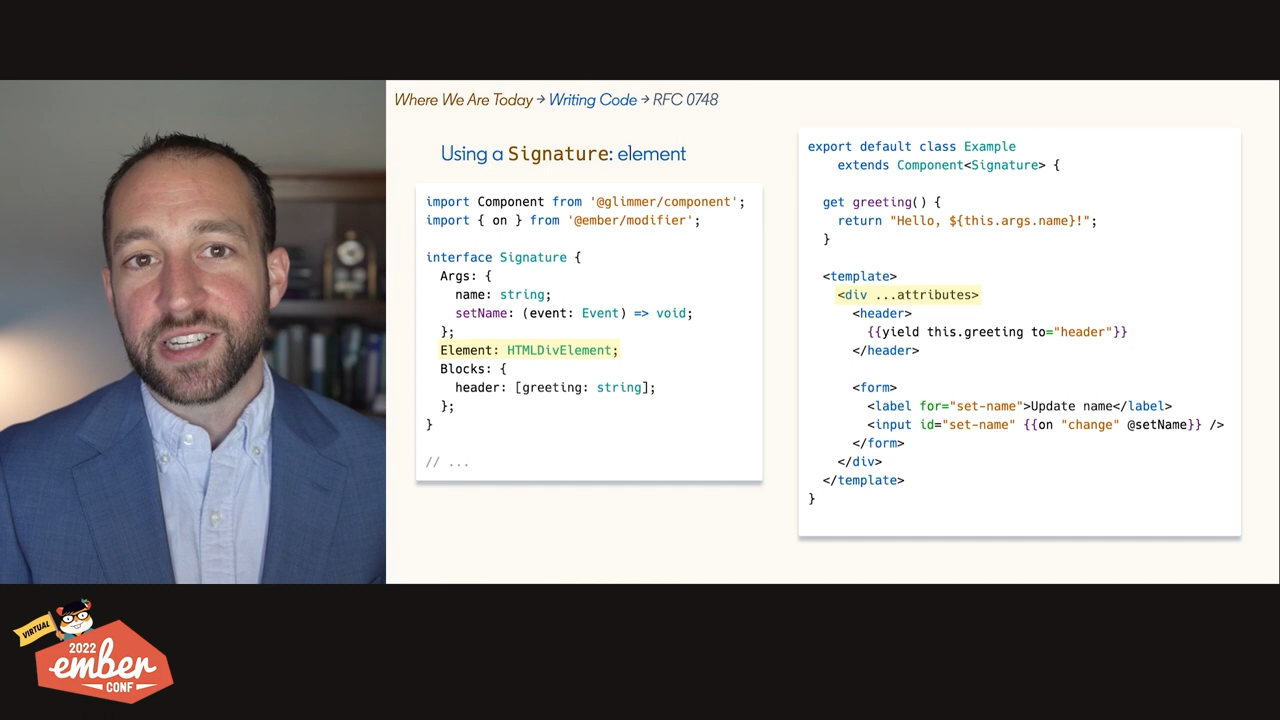 Where We Are Today → Writing Code → RFC 0748
Using a Signature: element
import Component from '@glimmer/component';
import { on } from '@ember/modifier';
interface Signature {
Args: {
name: string;
setName: (event: Event) => void;
};
Element: HTMLDivElement;
Blocks: {
header: [greeting: string];
};
}
// ...
export default class Example
extends Component<Signature> {
get greeting() {
return "Hello, ${this.args.name}!";
}
<template>
<div ...attributes>
<header>
{{yield this.greeting to="header"}}
</header>
<form>
<label for="set-name">Update name</label>
<input id="set-name" {{on "change" @setName}} />
</form>
</div>
</template>
}
VIRTUAL
2022
ember
CONF